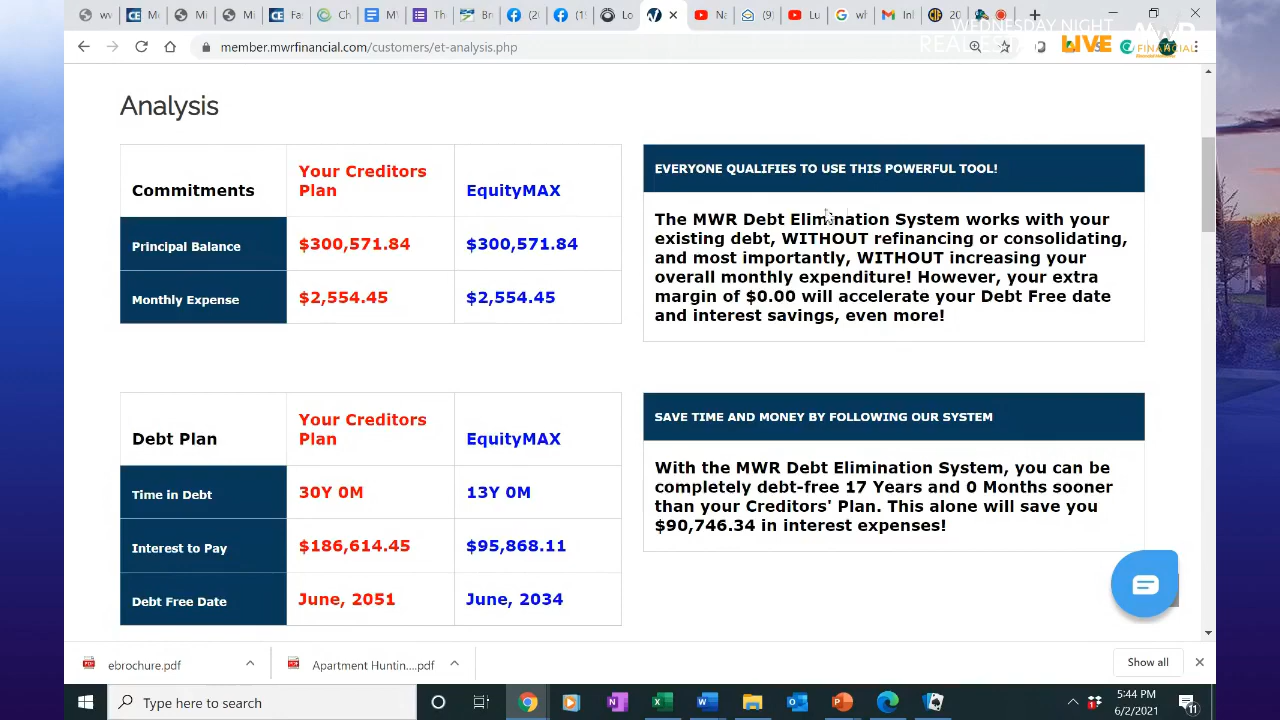 member.mwrfinancial.com/customers/et-analysis.php
WEDNESDAY NIGHT
LIVE
FINANCIAL
Analysis
Commitments
Your Creditors
Plan
EquityMAX
Principal Balance
$300,571.84
$300,571.84
Monthly Expense
$2,554.45
$2,554.45
EVERYONE QUALIFIES TO USE THIS POWERFUL TOOL!
The MWR Debt Elimination System works with your
existing debt, WITHOUT refinancing or consolidating,
and most importantly, WITHOUT increasing your
overall monthly expenditure! However, your extra
margin of $0.00 will accelerate your Debt Free date
and interest savings, even more!
Debt Plan
Your Creditors
Plan
EquityMAX
Time in Debt
30Y 0M
13Y 0M
Interest to Pay
$186,614.45
$95,868.11
Debt Free Date
June, 2051
June, 2034
SAVE TIME AND MONEY BY FOLLOWING OUR SYSTEM
With the MWR Debt Elimination System, you can be
completely debt-free 17 Years and 0 Months sooner
than your Creditors' Plan. This alone will save you
$90,746.34 in interest expenses!
ebrochure.pdf
Apartment Huntin....pdf
Show all
Type here to search
5:44 PM
6/2/2021
11